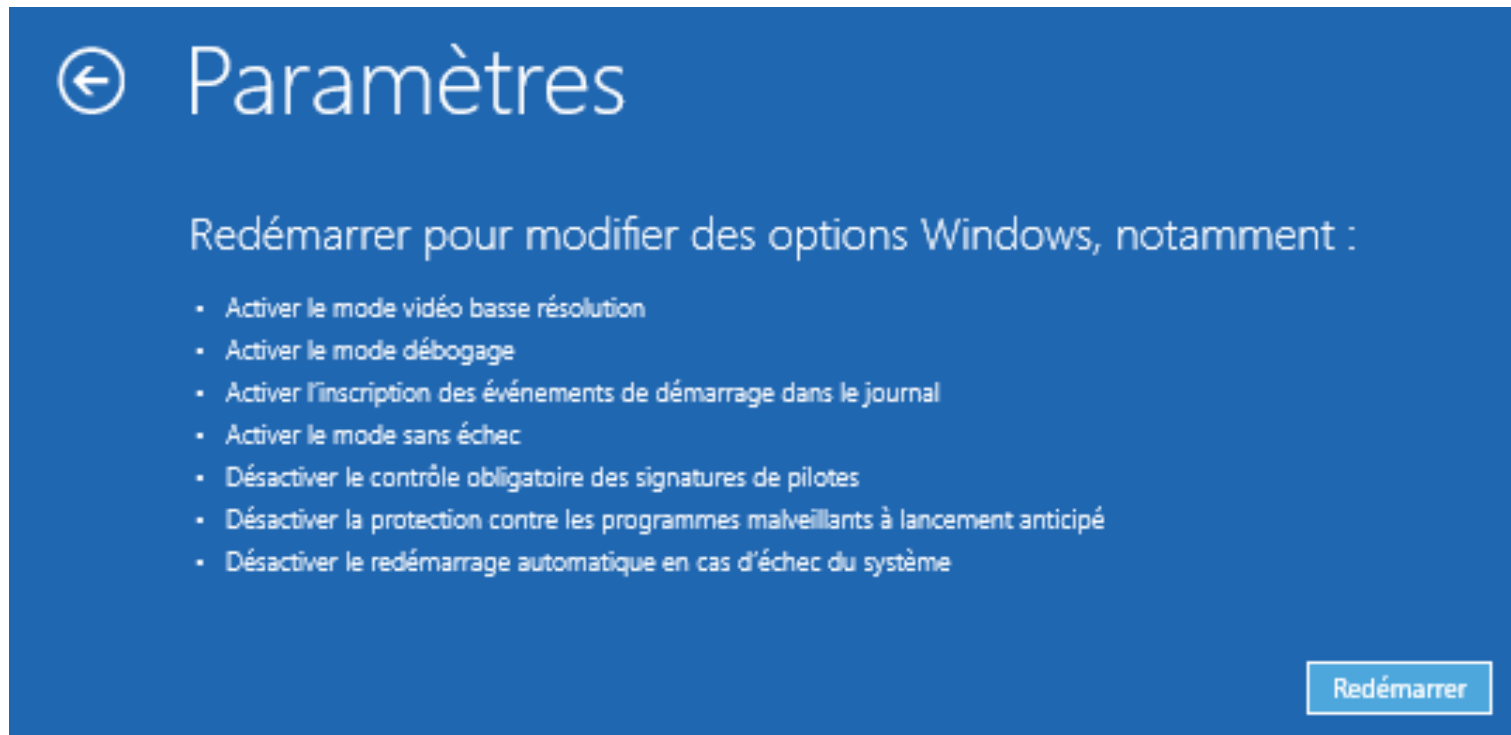 Paramètres
Redémarrer pour modifier des options Windows, notamment :
• Activer le mode vidéo basse résolution
• Activer le mode débogage
• Activer l'inscription des événements de démarrage dans le journal
• Activer le mode sans échec
• Désactiver le contrôle obligatoire des signatures de pilotes
• Désactiver la protection contre les programmes malveillants à lancement anticipé
• Désactiver le redémarrage automatique en cas d'échec du système
Redémarrer